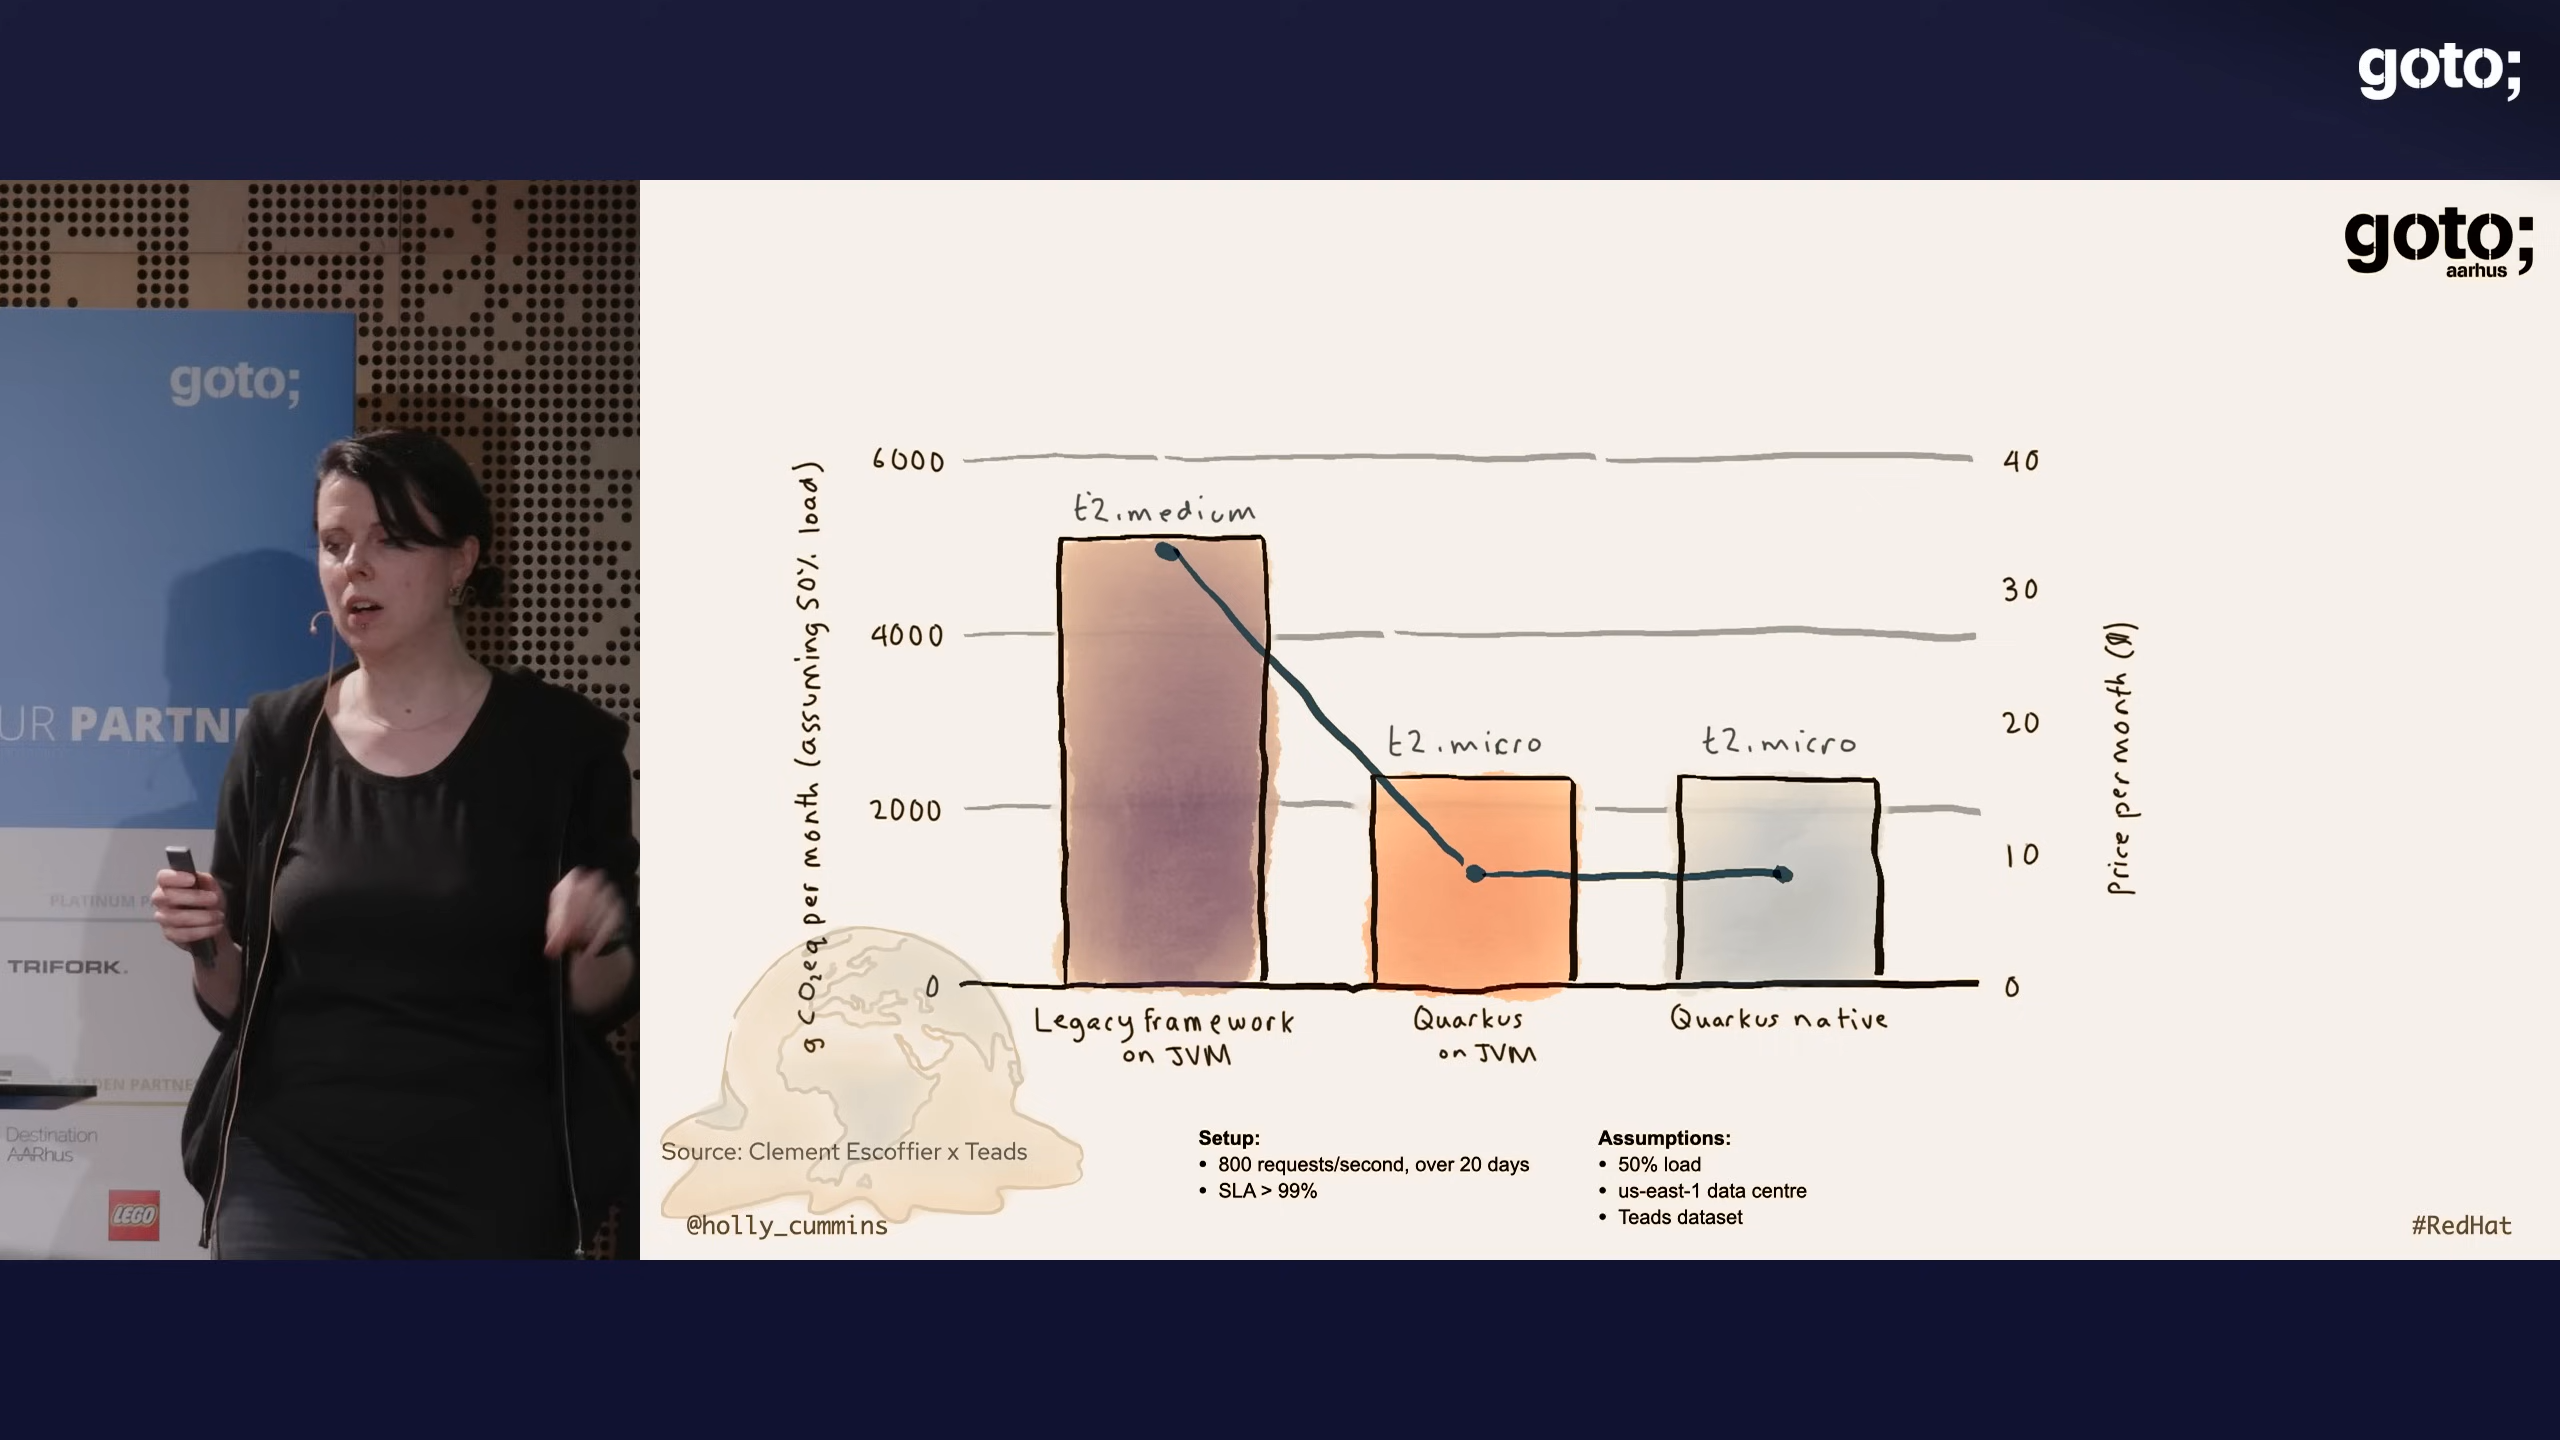 goto;
goto;
aarhus
goto;
UR PARTN
PLATINUM P
TRIFORK.
LDEN PARTNE
Destination
AARhus
LEGO
g CO₂eq per month (assuming 50% load)
6000
4000
2000
0
t2.medium
t2.micro
t2.micro
40
30
20
10
0
Price per month ($)
Legacy framework
on JVM
Quarkus
on JVM
Quarkus native
Source: Clement Escoffier x Teads
@holly_cummins
Setup:
• 800 requests/second, over 20 days
• SLA > 99%
Assumptions:
• 50% load
• us-east-1 data centre
• Teads dataset
#RedHat